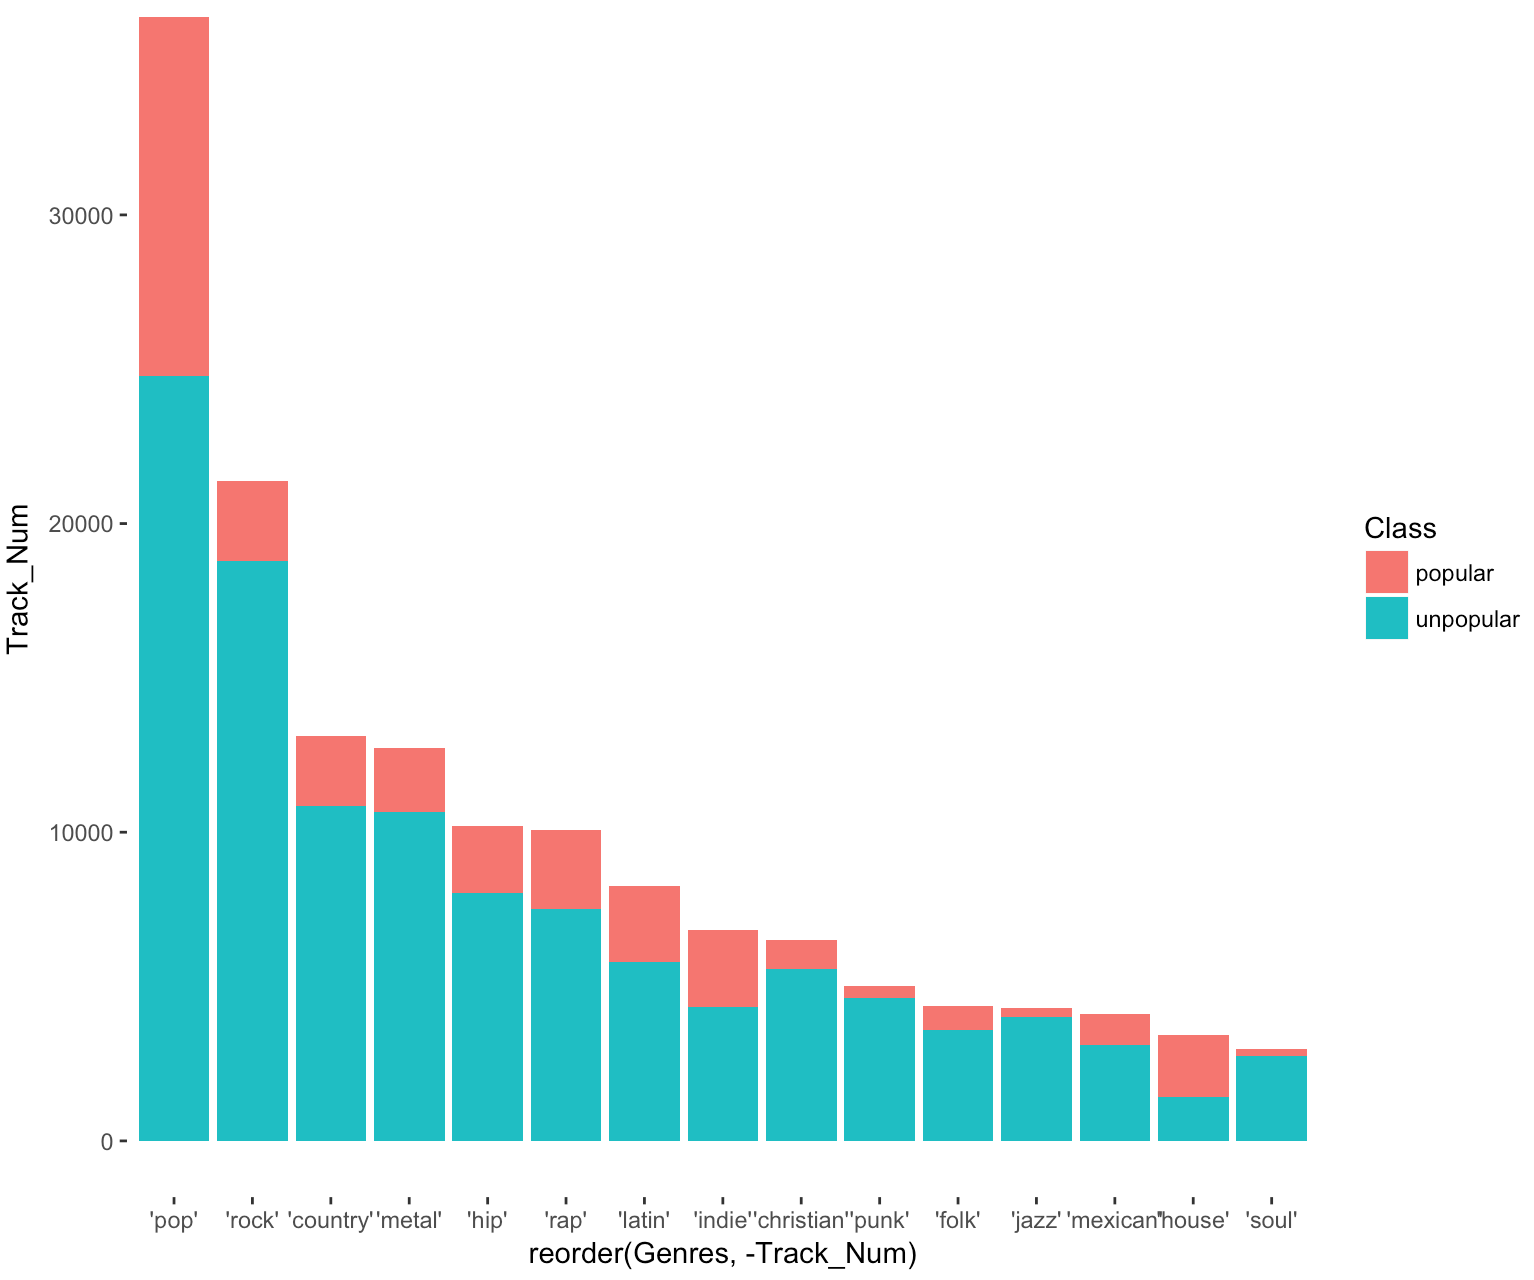 30000
20000
10000
0
Track_Num
'pop' 'rock' 'country' 'metal' 'hip' 'rap' 'latin' 'indie' 'christian' 'punk' 'folk' 'jazz' 'mexican' 'house' 'soul'
reorder(Genres, -Track_Num)
Class
popular
unpopular